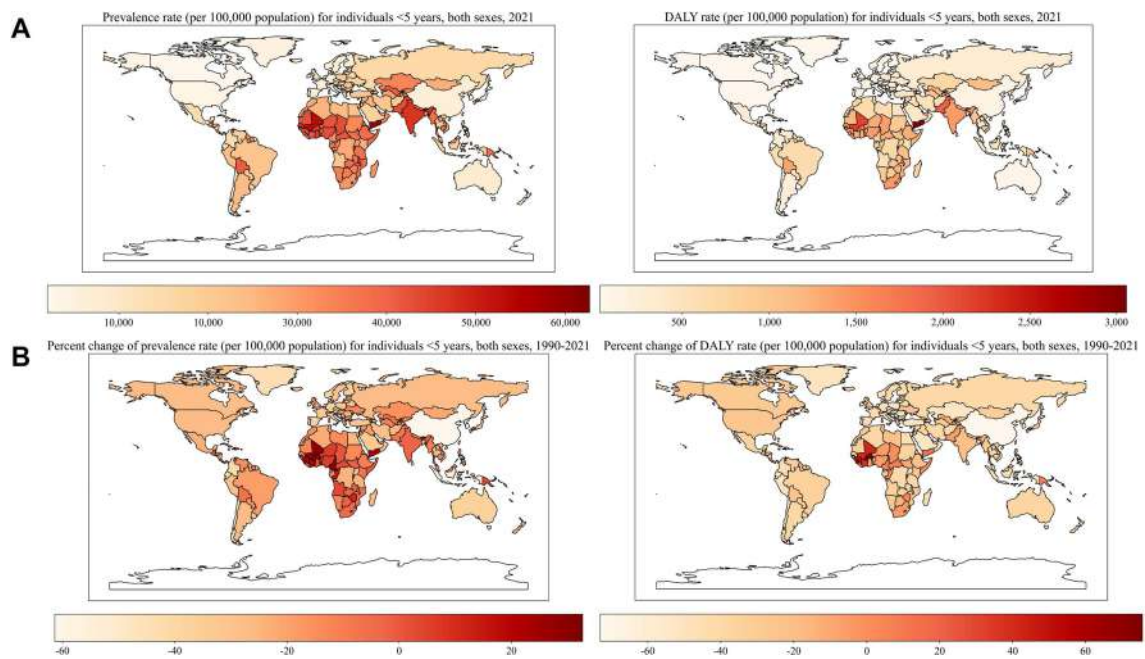 A
Prevalence rate (per 100,000 population) for individuals <5 years, both sexes, 2021
DALY rate (per 100,000 population) for individuals <5 years, both sexes, 2021
10,000 10,000 30,000 40,000 50,000 60,000
500 1,000 1,500 2,000 2,500 3,000
B
Percent change of prevalence rate (per 100,000 population) for individuals <5 years, both sexes, 1990-2021
Percent change of DALY rate (per 100,000 population) for individuals <5 years, both sexes, 1990-2021
-60 -40 -20 0 20
-60 -40 -20 0 20 40 60